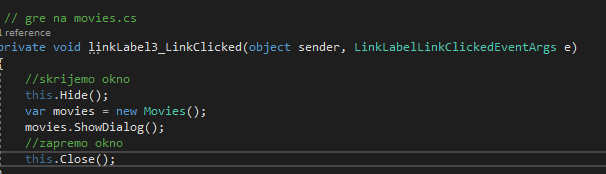 // gre na movies.cs
1 reference
private void linkLabel3_LinkClicked(object sender, LinkLabelLinkClickedEventArgs e)
{
//skrijemo okno
this.Hide();
var movies = new Movies();
movies.ShowDialog();
//zapremo okno
this.Close();